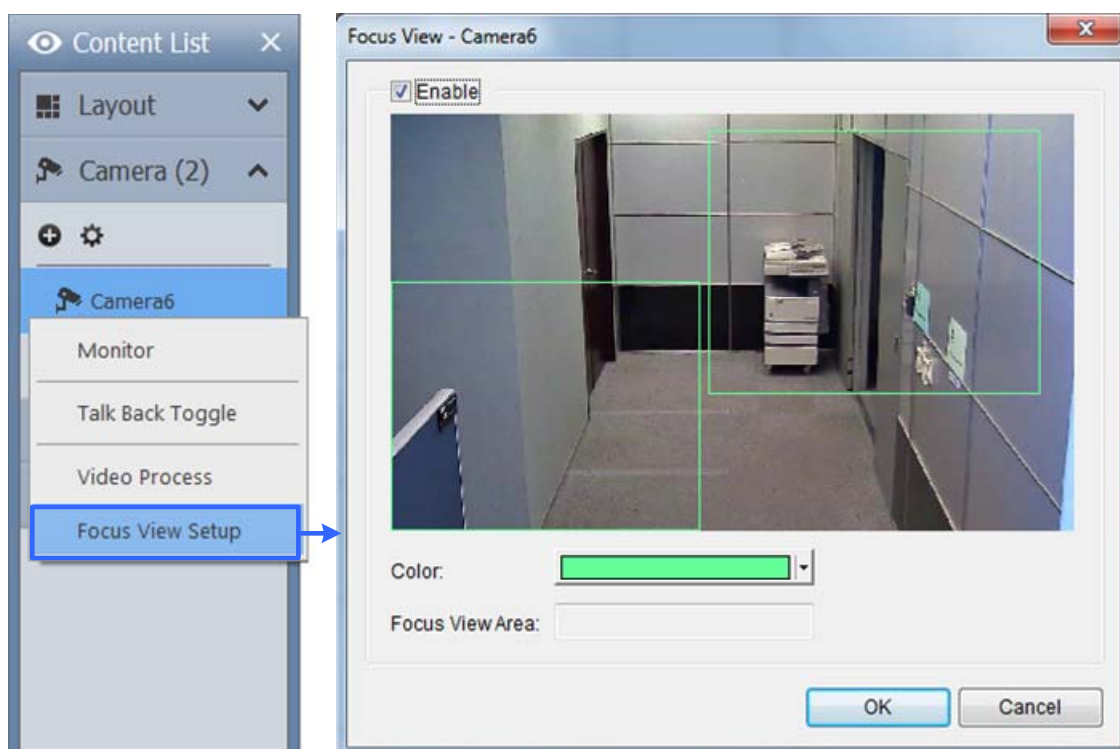 Content List
Layout
Camera (2)
Camera6
Monitor
Talk Back Toggle
Video Process
Focus View Setup
Focus View - Camera6
Enable
Color:
Focus View Area:
OK
Cancel